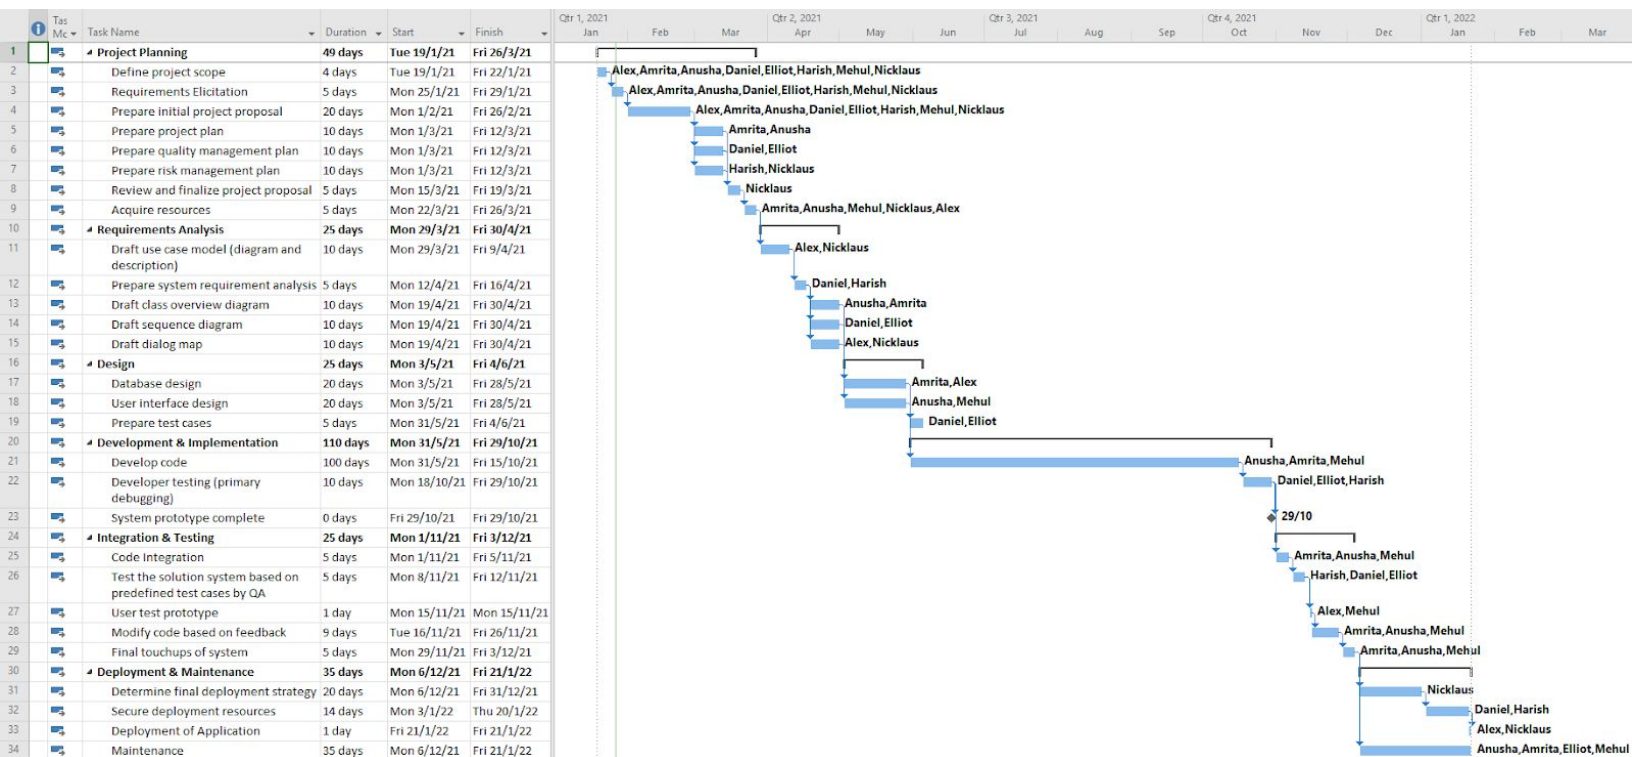 Qtr 1, 2021 Qtr 2, 2021 Qtr 3, 2021 Qtr 4, 2021 Qtr 1, 2022
Tas
Mc Task Name Duration Start Finish Jan Feb Mar Apr May Jun Jul Aug Sep Oct Nov Dec Jan Feb Mar
1 Project Planning 49 days Tue 19/1/21 Fri 26/3/21
2 Define project scope 4 days Tue 19/1/21 Fri 22/1/21 Alex,Amrita,Anusha,Daniel,Elliot,Harish,Mehul,Nicklaus
3 Requirements Elicitation 5 days Mon 25/1/21 Fri 29/1/21 Alex,Amrita,Anusha,Daniel,Elliot,Harish,Mehul,Nicklaus
4 Prepare initial project proposal 20 days Mon 1/2/21 Fri 26/2/21 Alex,Amrita,Anusha,Daniel,Elliot,Harish,Mehul,Nicklaus
5 Prepare project plan 10 days Mon 1/3/21 Fri 12/3/21 Amrita,Anusha
6 Prepare quality management plan 10 days Mon 1/3/21 Fri 12/3/21 Daniel,Elliot
7 Prepare risk management plan 10 days Mon 1/3/21 Fri 12/3/21 Harish,Nicklaus
8 Review and finalize project proposal 5 days Mon 15/3/21 Fri 19/3/21 Nicklaus
9 Acquire resources 5 days Mon 22/3/21 Fri 26/3/21 Amrita,Anusha,Mehul,Nicklaus,Alex
10 Requirements Analysis 25 days Mon 29/3/21 Fri 30/4/21
11 Draft use case model (diagram and 10 days Mon 29/3/21 Fri 9/4/21 Alex,Nicklaus
description)
12 Prepare system requirement analysis 5 days Mon 12/4/21 Fri 16/4/21 Daniel,Harish
13 Draft class overview diagram 10 days Mon 19/4/21 Fri 30/4/21 Anusha,Amrita
14 Draft sequence diagram 10 days Mon 19/4/21 Fri 30/4/21 Daniel,Elliot
15 Draft dialog map 10 days Mon 19/4/21 Fri 30/4/21 Alex,Nicklaus
16 Design 25 days Mon 3/5/21 Fri 4/6/21
17 Database design 20 days Mon 3/5/21 Fri 28/5/21 Amrita,Alex
18 User interface design 20 days Mon 3/5/21 Fri 28/5/21 Anusha,Mehul
19 Prepare test cases 5 days Mon 31/5/21 Fri 4/6/21 Daniel,Elliot
20 Development & Implementation 110 days Mon 31/5/21 Fri 29/10/21
21 Develop code 100 days Mon 31/5/21 Fri 15/10/21 Anusha,Amrita,Mehul
22 Developer testing (primary 10 days Mon 18/10/21 Fri 29/10/21 Daniel,Elliot,Harish
debugging)
23 System prototype complete 0 days Fri 29/10/21 Fri 29/10/21 29/10
24 Integration & Testing 25 days Mon 1/11/21 Fri 3/12/21
25 Code Integration 5 days Mon 1/11/21 Fri 5/11/21 Amrita,Anusha,Mehul
26 Test the solution system based on 5 days Mon 8/11/21 Fri 12/11/21 Harish,Daniel,Elliot
predefined test cases by QA
27 User test prototype 1 day Mon 15/11/21 Mon 15/11/21 Alex,Mehul
28 Modify code based on feedback 9 days Tue 16/11/21 Fri 26/11/21 Amrita,Anusha,Mehul
29 Final touchups of system 5 days Mon 29/11/21 Fri 3/12/21 Amrita,Anusha,Mehul
30 Deployment & Maintenance 35 days Mon 6/12/21 Fri 21/1/22
31 Determine final deployment strategy 20 days Mon 6/12/21 Fri 31/12/21 Nicklaus
32 Secure deployment resources 14 days Mon 3/1/22 Thu 20/1/22 Daniel,Harish
33 Deployment of Application 1 day Fri 21/1/22 Fri 21/1/22 Alex,Nicklaus
34 Maintenance 35 days Mon 6/12/21 Fri 21/1/22 Anusha,Amrita,Elliot,Mehul